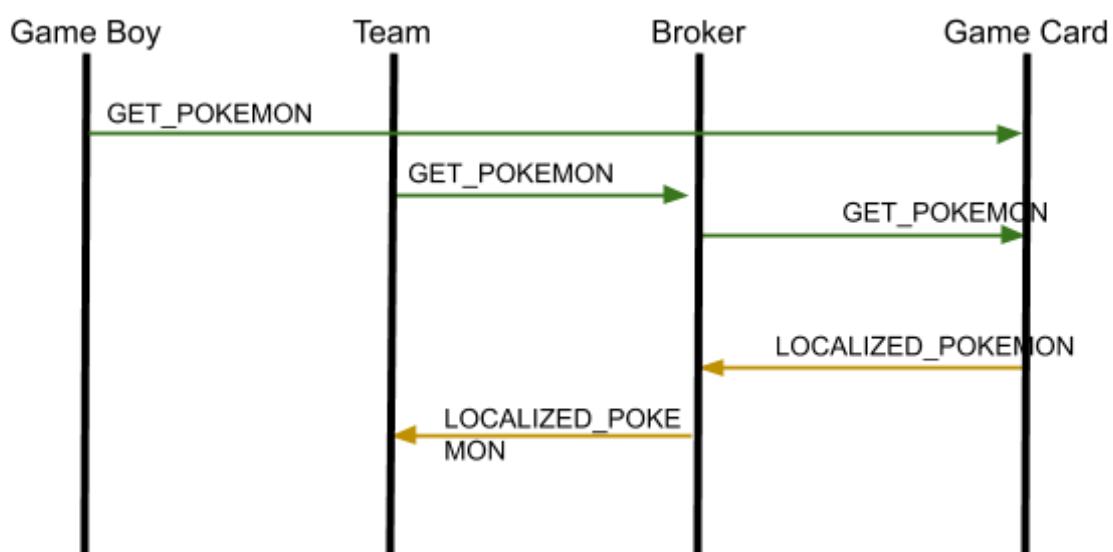 Game Boy
Team
Broker
Game Card
GET_POKEMON
GET_POKEMON
GET_POKEMON
LOCALIZED_POKEMON
LOCALIZED_POKE
MON